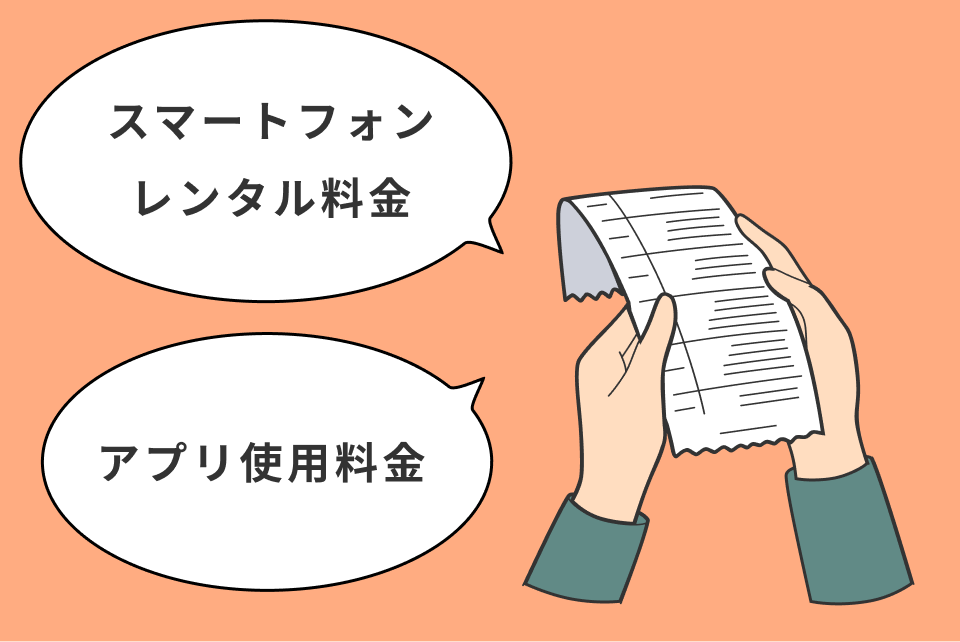 スマートフォン
レンタル料金
アプリ使用料金